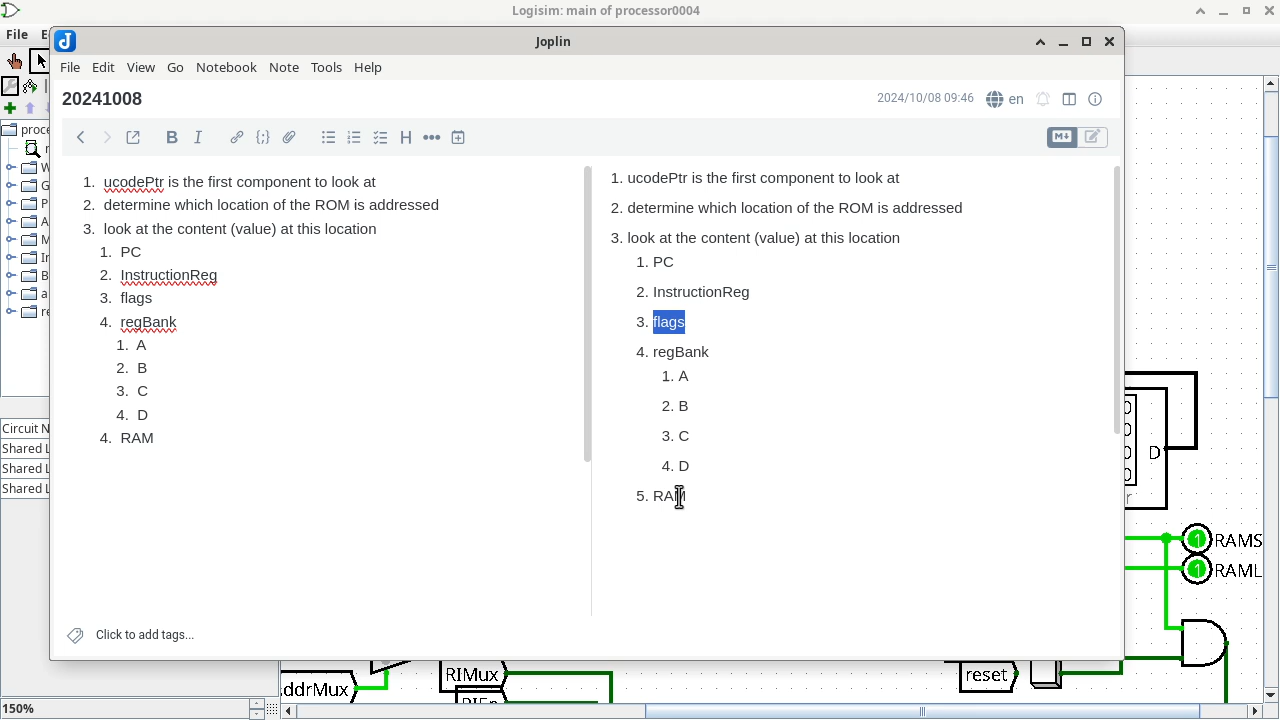 Logisim: main of processor0004
File
Joplin
File Edit View Go Notebook Note Tools Help
20241008
2024/10/08 09:46
en
1. ucodePtr is the first component to look at
2. determine which location of the ROM is addressed
3. look at the content (value) at this location
1. PC
2. InstructionReg
3. flags
4. regBank
1. A
2. B
3. C
4. D
4. RAM
1. ucodePtr is the first component to look at
2. determine which location of the ROM is addressed
3. look at the content (value) at this location
1. PC
2. InstructionReg
3. flags
4. regBank
1. A
2. B
3. C
4. D
5. RAM
Click to add tags...
Circuit N
Shared L
Shared L
Shared L
D
1 RAMS
1 RAML
ddrMux
RIMux
reset
150%